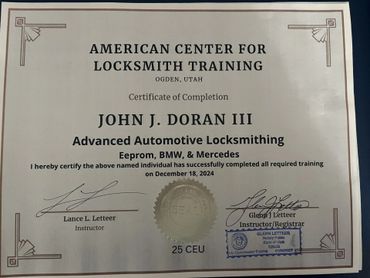 AMERICAN CENTER FOR
LOCKSMITH TRAINING
OGDEN, UTAH
Certificate of Completion
JOHN J. DORAN III
Advanced Automotive Locksmithing
Eeprom, BMW, & Mercedes
I hereby certify the above named individual has successfully completed all required training
on December 18, 2024
Lance L. Letteer
Instructor
Glenn J Letteer
Instructor/Registrar
GLENN LETTEER
25 CEU